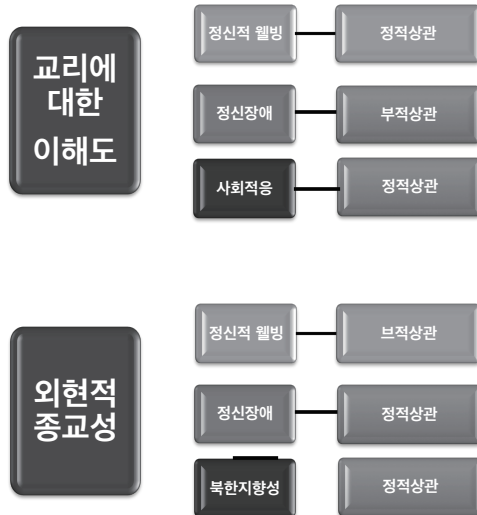 교리에
대한
이해도
정신적 웰빙
정적상관
정신장애
부적상관
사회적응
정적상관
외현적
종교성
정신적 웰빙
브적상관
정신장애
정적상관
북한지향성
정적상관